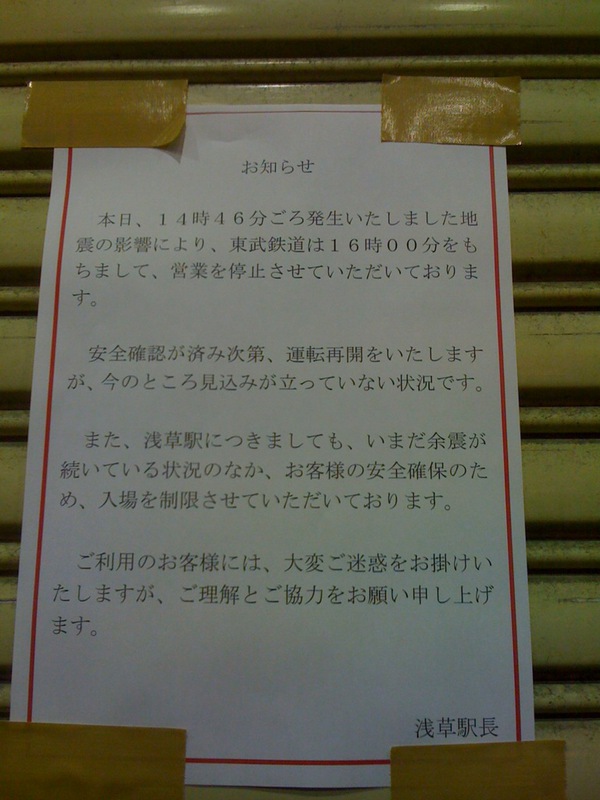 お知らせ
本日、１４時４６分ごろ発生いたしました地
震の影響により、東武鉄道は１６時００分をも
ちまして、営業を停止させていただいておりま
す。
安全確認が済み次第、運転再開をいたします
が、今のところ見込みが立っていない状況です。
また、浅草駅につきましても、いまだ余震が
続いている状況のなか、お客様の安全確保のた
め、入場を制限させていただいております。
ご利用のお客様には、大変ご迷惑をお掛けい
たしますが、ご理解とご協力をお願い申し上げ
ます。
浅草駅長